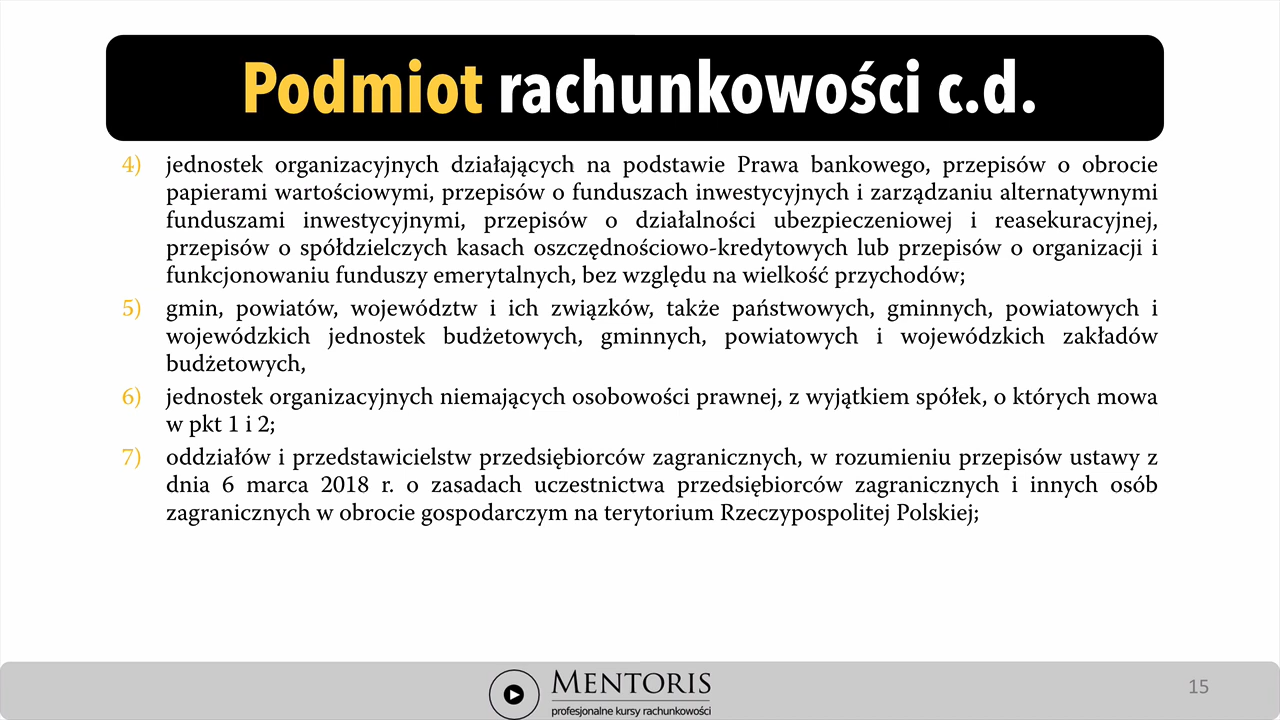 Podmiot rachunkowości c.d.
4) jednostek organizacyjnych działających na podstawie Prawa bankowego, przepisów o obrocie
papierami wartościowymi, przepisów o funduszach inwestycyjnych i zarządzaniu alternatywnymi
funduszami inwestycyjnymi, przepisów o działalności ubezpieczeniowej i reasekuracyjnej,
przepisów o spółdzielczych kasach oszczędnościowo-kredytowych lub przepisów o organizacji i
funkcjonowaniu funduszy emerytalnych, bez względu na wielkość przychodów;
5) gmin, powiatów, województw i ich związków, także państwowych, gminnych, powiatowych i
wojewódzkich jednostek budżetowych, gminnych, powiatowych i wojewódzkich zakładów
budżetowych,
6) jednostek organizacyjnych niemających osobowości prawnej, z wyjątkiem spółek, o których mowa
w pkt 1 i 2;
7) oddziałów i przedstawicielstw przedsiębiorców zagranicznych, w rozumieniu przepisów ustawy z
dnia 6 marca 2018 r. o zasadach uczestnictwa przedsiębiorców zagranicznych i innych osób
zagranicznych w obrocie gospodarczym na terytorium Rzeczypospolitej Polskiej;
MENTORIS
profesjonalne kursy rachunkowości
15